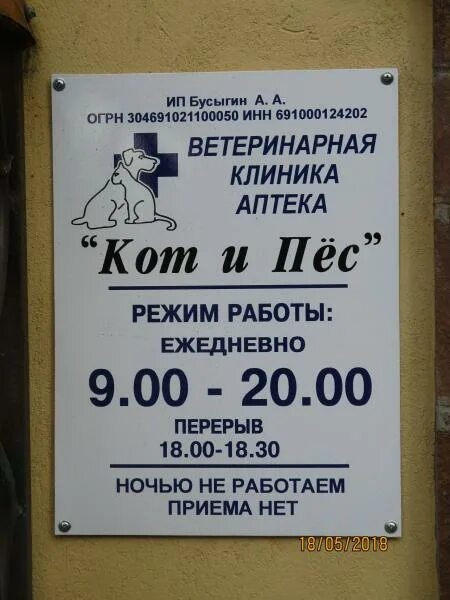 ИП Бусыгин А. А.
ОГРН 304691021100050 ИНН 691000124202
ВЕТЕРИНАРНАЯ
КЛИНИКА
АПТЕКА
“Кот и Пёс”
РЕЖИМ РАБОТЫ:
ЕЖЕДНЕВНО
9.00 - 20.00
ПЕРЕРЫВ
18.00-18.30
НОЧЬЮ НЕ РАБОТАЕМ
ПРИЕМА НЕТ
18/05/2018